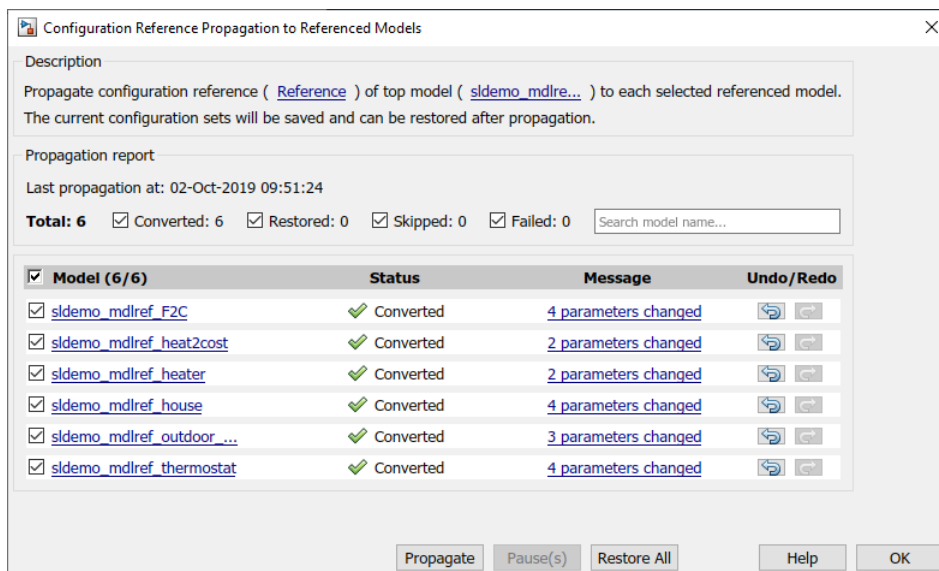 Configuration Reference Propagation to Referenced Models
Description
Propagate configuration reference ( Reference ) of top model ( sldemo_mdlre... ) to each selected referenced model.
The current configuration sets will be saved and can be restored after propagation.
Propagation report
Last propagation at: 02-Oct-2019 09:51:24
Total: 6 Converted: 6 Restored: 0 Skipped: 0 Failed: 0 Search model name...
Model (6/6) Status Message Undo/Redo
sldemo_mdlref_F2C Converted 4 parameters changed
sldemo_mdlref_heat2cost Converted 2 parameters changed
sldemo_mdlref_heater Converted 2 parameters changed
sldemo_mdlref_house Converted 4 parameters changed
sldemo_mdlref_outdoor_... Converted 3 parameters changed
sldemo_mdlref_thermostat Converted 4 parameters changed
Propagate Pause(s) Restore All Help OK